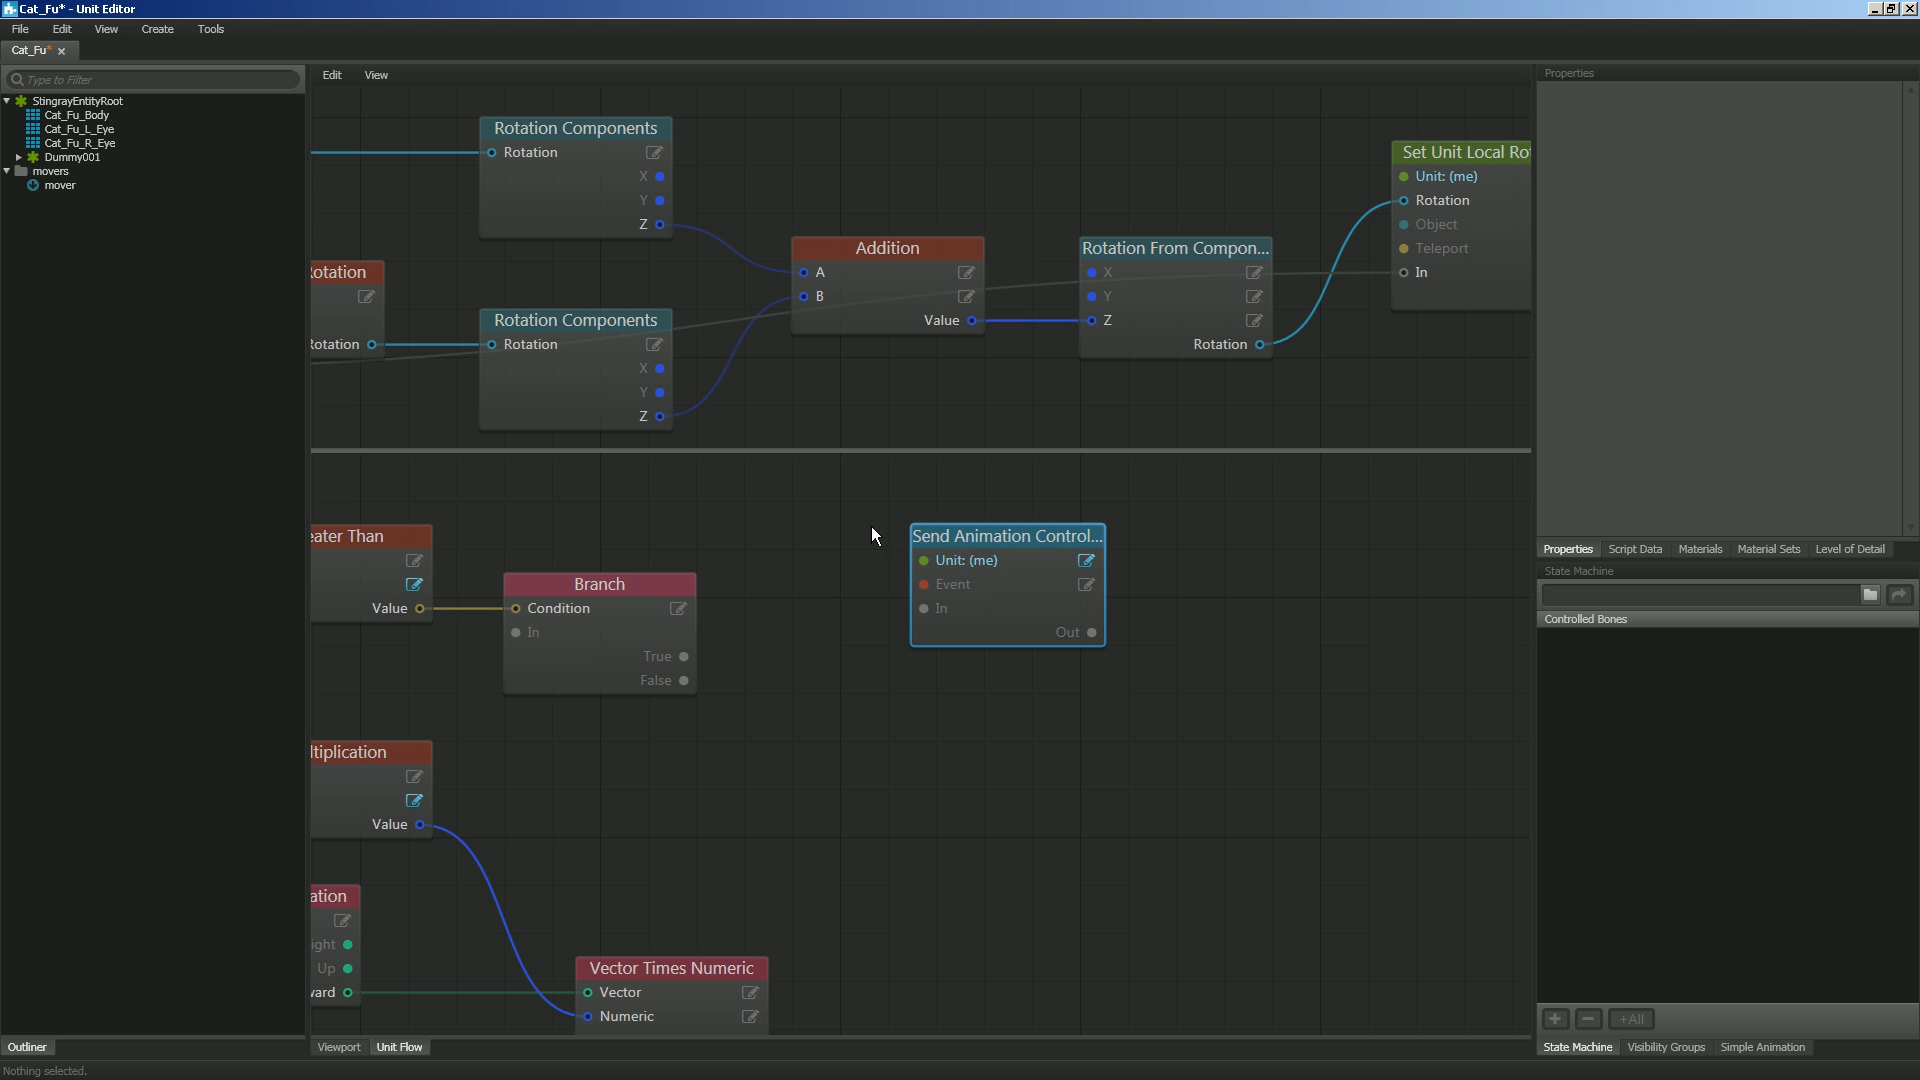 Cat_Fu* - Unit Editor
File Edit View Create Tools
Cat_Fu*
Type to Filter
StingrayEntityRoot
Cat_Fu_Body
Cat_Fu_L_Eye
Cat_Fu_R_Eye
Dummy001
movers
mover
Outliner
Nothing selected.
Edit View
Rotation Components
Rotation
X
Y
Z
otation
otation
Rotation Components
Rotation
X
Y
Z
Addition
A
B
Value
Rotation From Compon...
X
Y
Z
Rotation
Set Unit Local Rot
Unit: (me)
Rotation
Object
Teleport
In
eater Than
Value
Branch
Condition
In
True
False
Send Animation Control...
Unit: (me)
Event
In
Out
ltiplication
Value
ation
ight
Up
ward
Vector Times Numeric
Vector
Numeric
Viewport Unit Flow
Properties
Properties Script Data Materials Material Sets Level of Detail
State Machine
Controlled Bones
+All
State Machine Visibility Groups Simple Animation